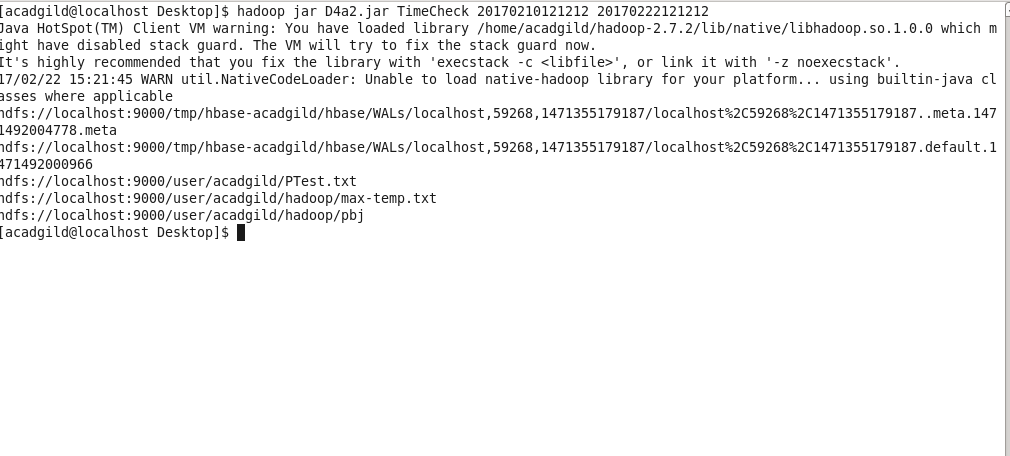 [acadgild@localhost Desktop]$ hadoop jar D4a2.jar TimeCheck 20170210121212 20170222121212
Java HotSpot(TM) Client VM warning: You have loaded library /home/acadgild/hadoop-2.7.2/lib/native/libhadoop.so.1.0.0 which m
ight have disabled stack guard. The VM will try to fix the stack guard now.
It's highly recommended that you fix the library with 'execstack -c <libfile>', or link it with '-z noexecstack'.
17/02/22 15:21:45 WARN util.NativeCodeLoader: Unable to load native-hadoop library for your platform... using builtin-java cl
asses where applicable
hdfs://localhost:9000/tmp/hbase-acadgild/hbase/WALs/localhost,59268,1471355179187/localhost%2C59268%2C1471355179187..meta.147
1492004778.meta
hdfs://localhost:9000/tmp/hbase-acadgild/hbase/WALs/localhost,59268,1471355179187/localhost%2C59268%2C1471355179187.default.1
471492000966
hdfs://localhost:9000/user/acadgild/PTest.txt
hdfs://localhost:9000/user/acadgild/hadoop/max-temp.txt
hdfs://localhost:9000/user/acadgild/hadoop/pbj
[acadgild@localhost Desktop]$